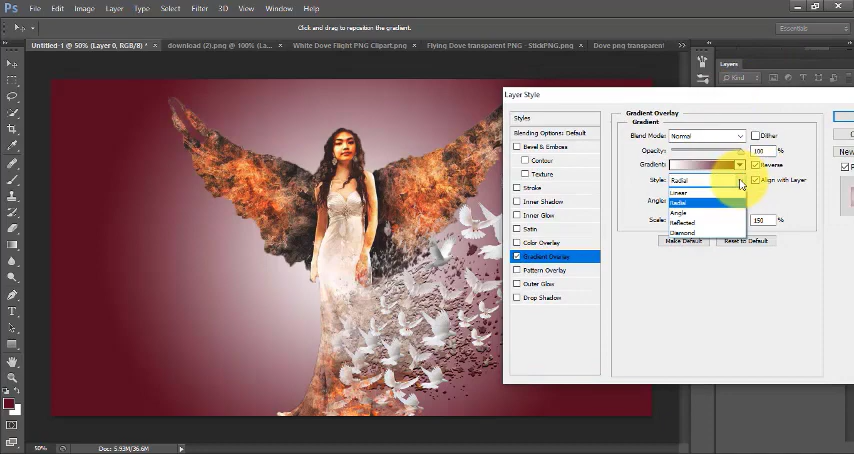 Ps File Edit Image Layer Type Select Filter 3D View Window Help
Click and drag to reposition the gradient.
Essentials
Untitled-1 @ 50% (Layer 0, RGB/8) * × download (2).png @ 100% (La... × White Dove Flight PNG Clipart.png × Flying Dove transparent PNG - StickPNG.png × Dove png transparent
Layers
Kind
Layer Style
Styles
Blending Options: Default
Bevel & Emboss
Contour
Texture
Stroke
Inner Shadow
Inner Glow
Satin
Color Overlay
Gradient Overlay
Pattern Overlay
Outer Glow
Drop Shadow
Gradient Overlay
Gradient
Blend Mode: Normal Dither
Opacity: 100 %
Gradient: Reverse
Style: Radial Align with Layer
Linear
Radial
Angle
Reflected
Diamond
Angle:
Scale: 150 %
Make Default Reset to Default
New
50% Doc: 5.93M/36.6M